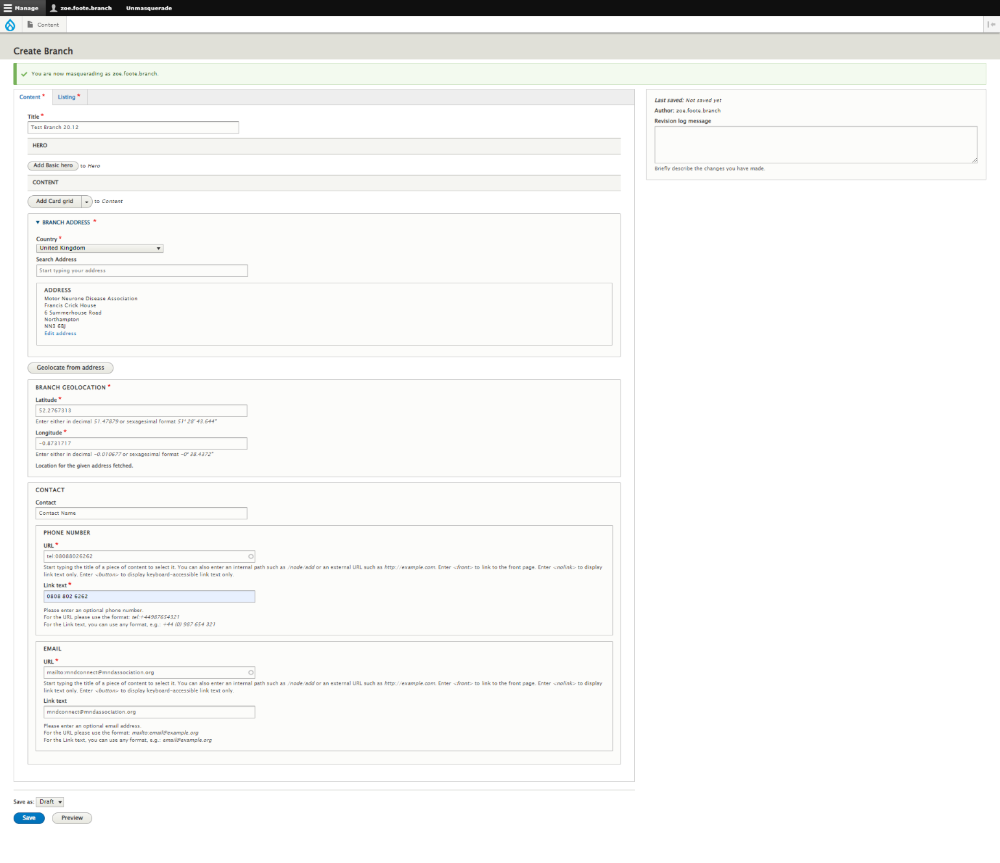 Manage
zoe.foote.branch
Unmasquerade
Content
Create Branch
You are now masquerading as zoe.foote.branch.
Content *
Listing *
Title *
Test Branch 20.12
HERO
Add Basic hero to Hero
CONTENT
Add Card grid to Content
BRANCH ADDRESS *
Country *
United Kingdom
Search Address
Start typing your address
ADDRESS
Motor Neurone Disease Association
Francis Crick House
6 Summerhouse Road
Northampton
NN3 6BJ
Edit address
Geolocate from address
BRANCH GEOLOCATION *
Latitude *
52.2767313
Enter either in decimal 51.47879 or sexagesimal format 51° 28' 43.644"
Longitude *
-0.8731717
Enter either in decimal -0.010677 or sexagesimal format -0° 38.4372"
Location for the given address fetched.
CONTACT
Contact
Contact Name
PHONE NUMBER
URL *
tel:08088026262
Start typing the title of a piece of content to select it. You can also enter an internal path such as /node/add or an external URL such as http://example.com. Enter <front> to link to the front page. Enter <nolink> to display
link text only. Enter <button> to display keyboard-accessible link text only.
Link text *
0808 802 6262
Please enter an optional phone number.
For the URL please use the format: tel:+44987654321
For the Link text, you can use any format, e.g.: +44 (0) 987 654 321
EMAIL
URL *
mailto:mndconnect@mndassociation.org
Start typing the title of a piece of content to select it. You can also enter an internal path such as /node/add or an external URL such as http://example.com. Enter <front> to link to the front page. Enter <nolink> to display
link text only. Enter <button> to display keyboard-accessible link text only.
Link text
mndconnect@mndassociation.org
Please enter an optional email address.
For the URL please use the format: mailto:email@example.org
For the Link text, you can use any format, e.g.: email@example.org
Save as: Draft
Save
Preview
Last saved: Not saved yet
Author: zoe.foote.branch
Revision log message
Briefly describe the changes you have made.